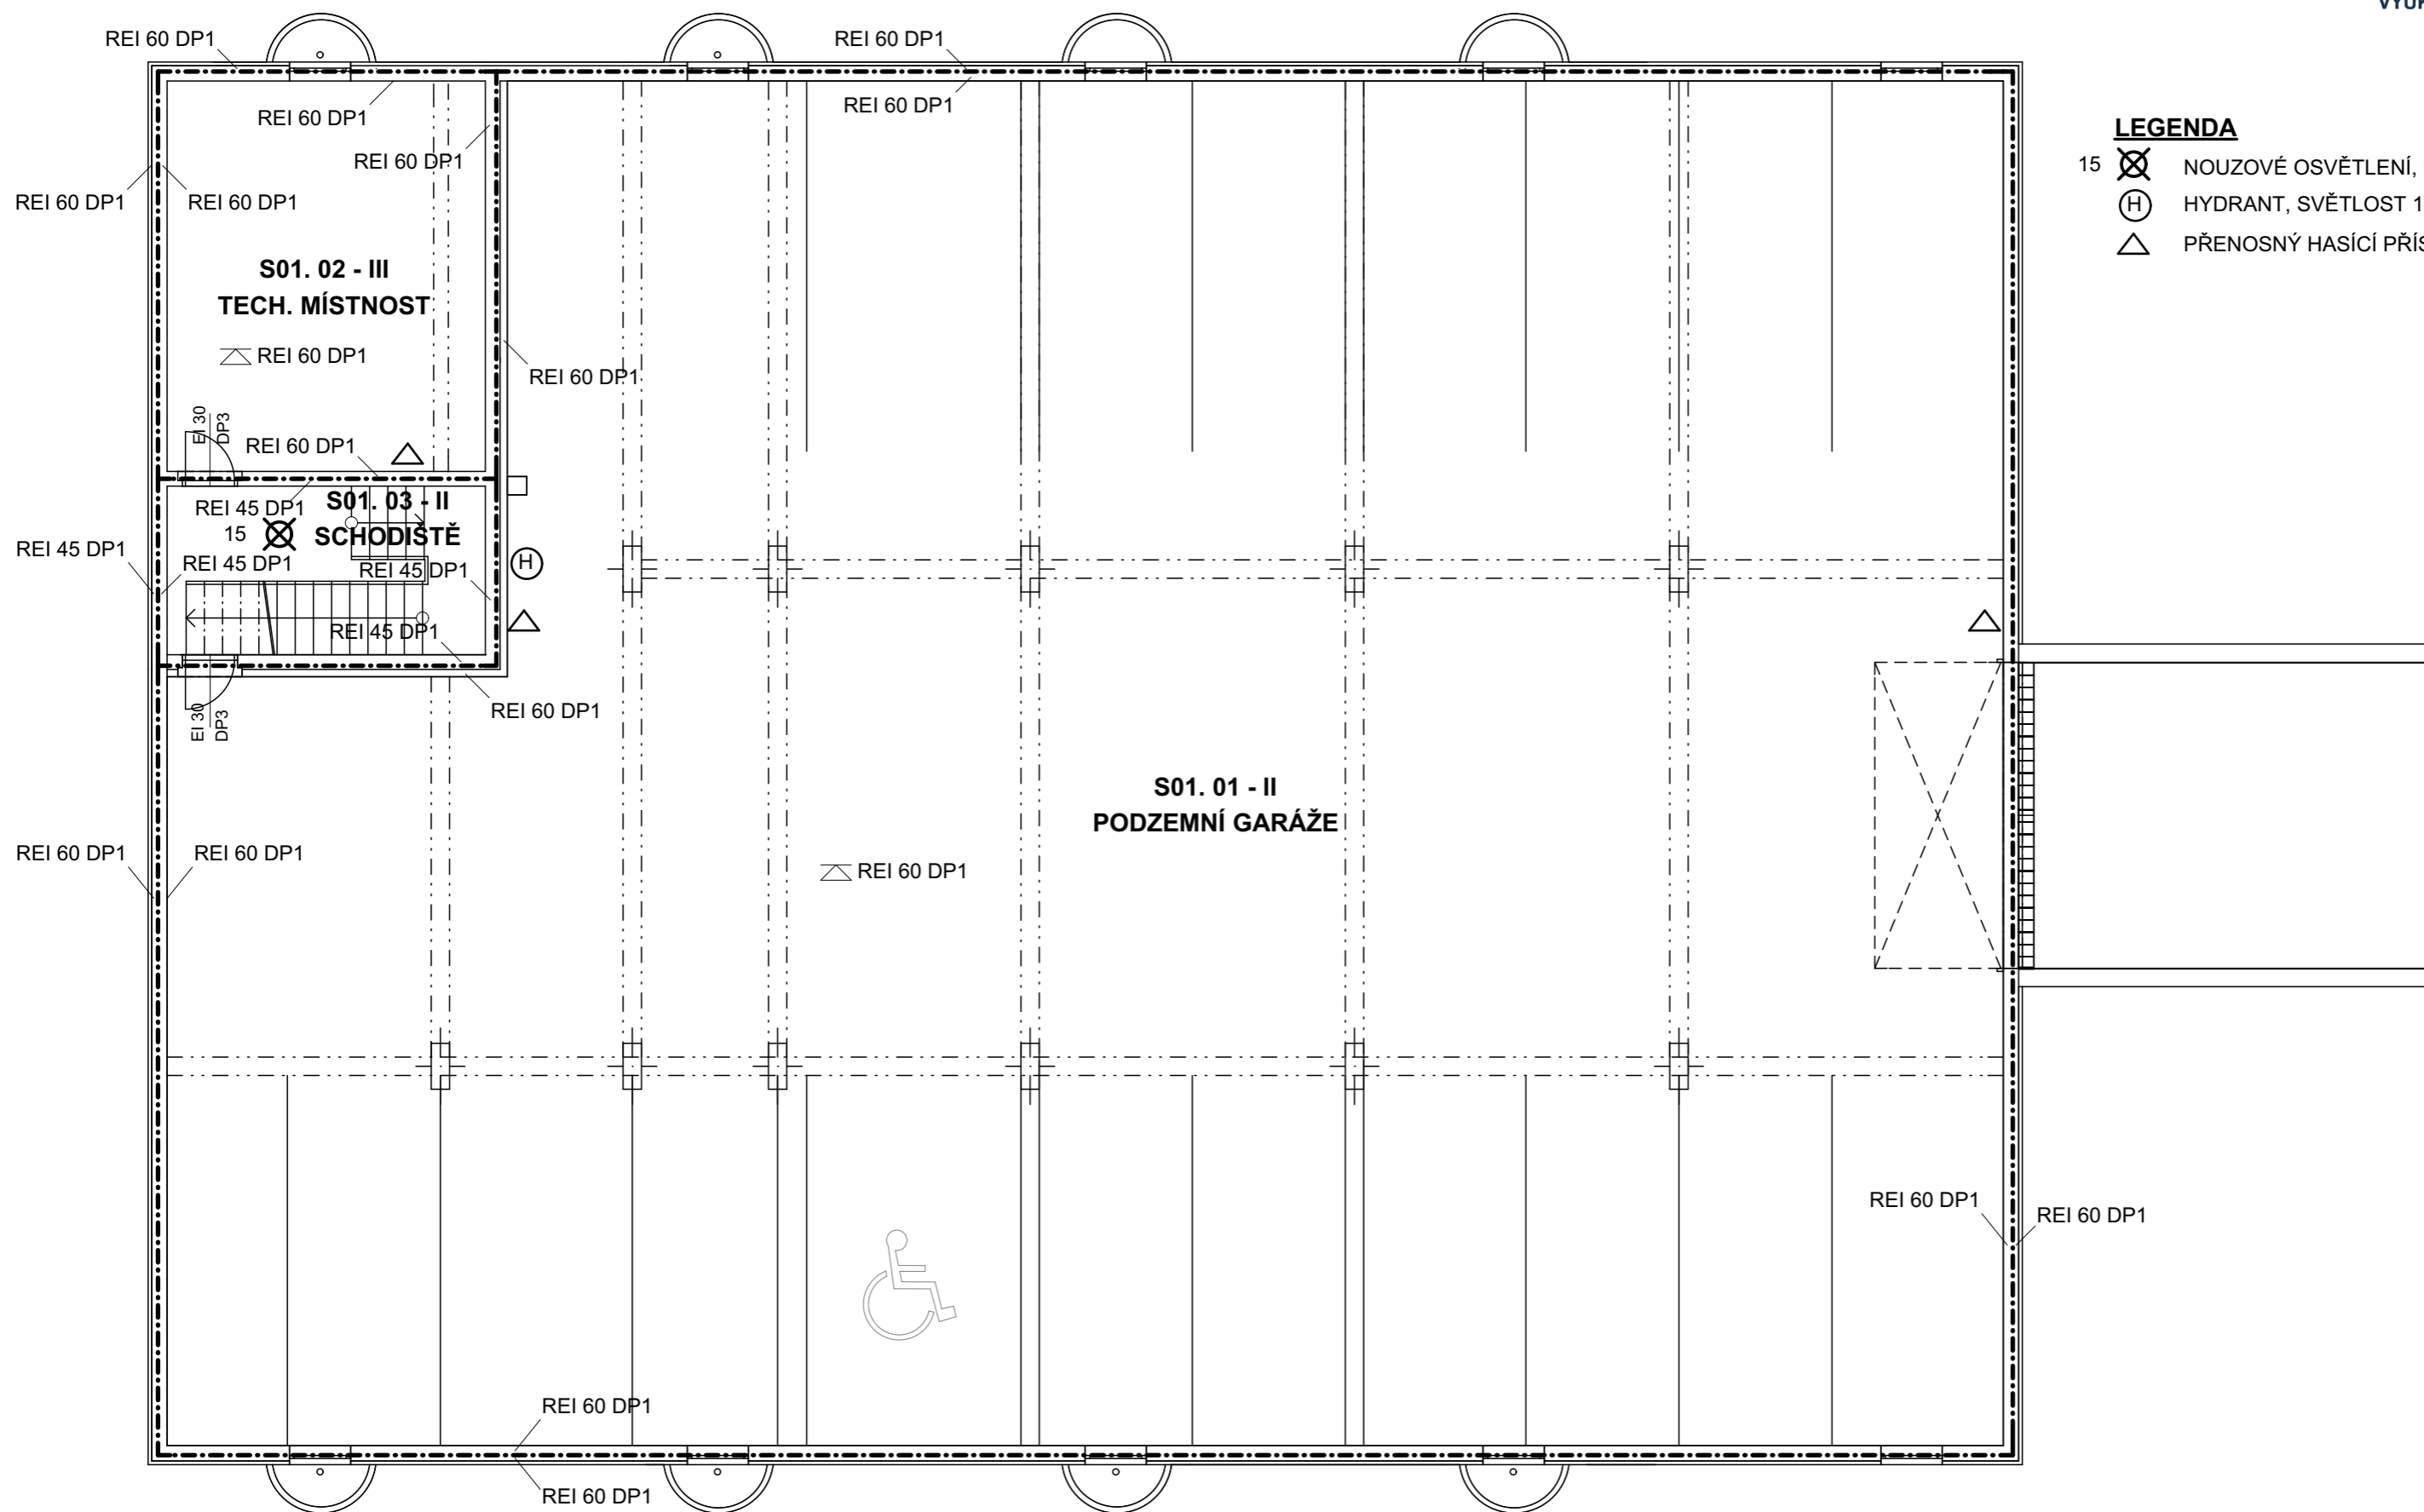 REI 60 DP1
REI 60 DP1
REI 60 DP1
REI 60 DP1
REI 60 DP1
REI 60 DP1
REI 60 DP1
LEGENDA
15 NOUZOVÉ OSVĚTLENÍ,
H HYDRANT, SVĚTLOST 1
PŘENOSNÝ HASÍCÍ
S01. 02 - III
TECH. MÍSTNOST
REI 60 DP1
REI 60 DP1
EI 30
DP3
REI 60 DP1
S01. 03 - II
REI 45 DP1
15 SCHODIŠTĚ
REI 45 DP1
REI 45 DP1
REI 45 DP1
H
REI 45 DP1
EI 30
DP3
REI 60 DP1
S01. 01 - II
PODZEMNÍ GARÁŽE
REI 60 DP1
REI 60 DP1
REI 60 DP1
REI 60 DP1
REI 60 DP1
REI 60 DP1
REI 60 DP1